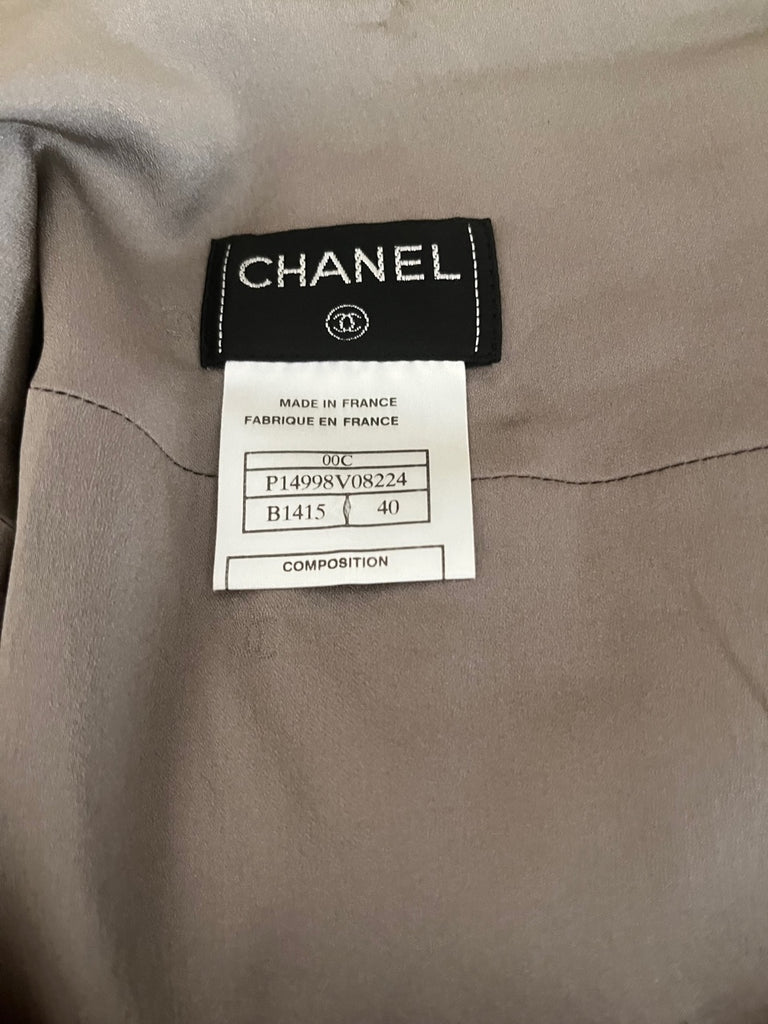 CHANEL
MADE IN FRANCE
FABRIQUE EN FRANCE
00C
P14998V08224
B1415 40
COMPOSITION